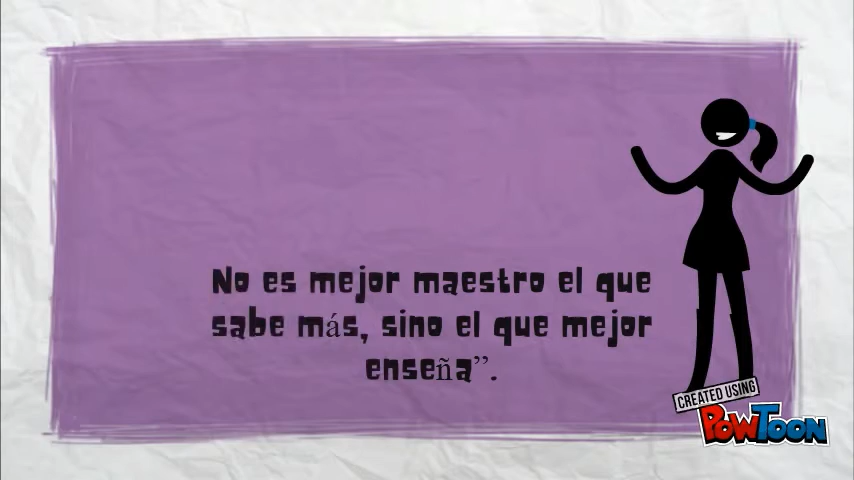 No es mejor maestro el que
sabe más, sino el que mejor
enseña”.
CREATED USING
POWTOON